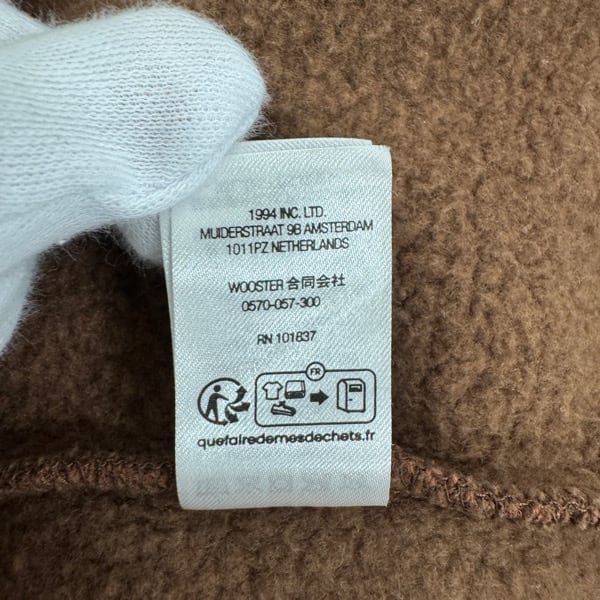 1994 INC. LTD.
MUIDERSTRAAT 9B AMSTERDAM
1011PZ NETHERLANDS
WOOSTER 合同会社
0570-057-300
RN 101837
FR
quefairedemesdechets.fr